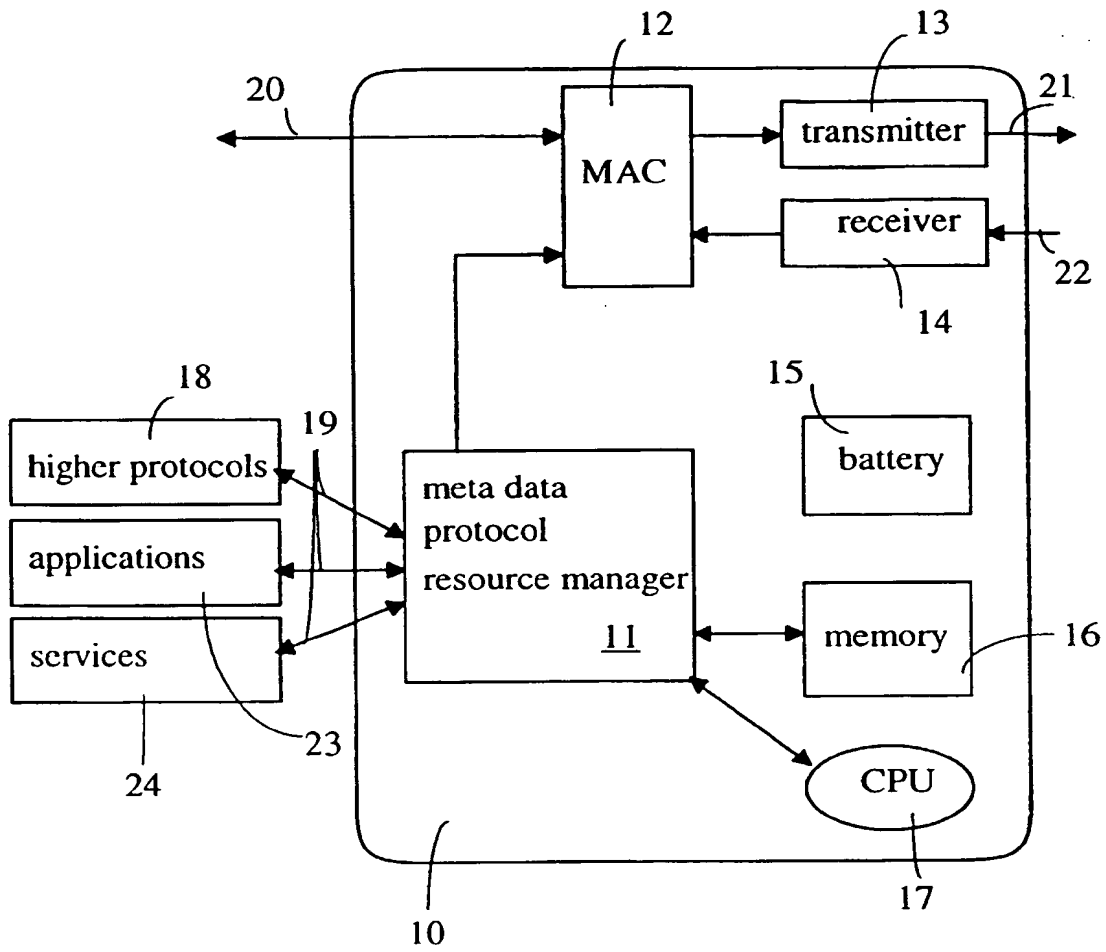 12
13
20
21
transmitter
MAC
receiver
22
14
18
15
19
higher protocols
battery
meta data
protocol
applications
resource manager
services
11
memory
16
23
24
CPU
17
10